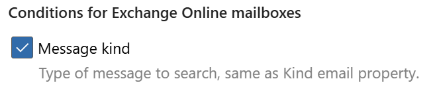 Conditions for Exchange Online mailboxes
Message kind
Type of message to search, same as Kind email property.